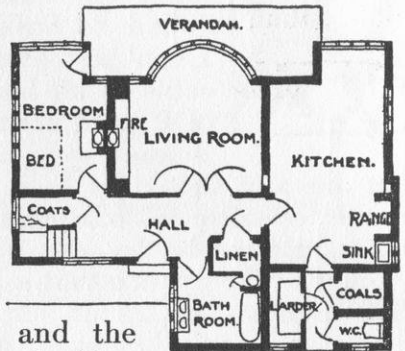 VERANDAH.
BEDROOM
FIRE
LIVING ROOM.
KITCHEN.
BED
COATS
HALL
RANGE
LINEN
SINK
BATH
ROOM.
LARDER
COALS
W.C.
and the